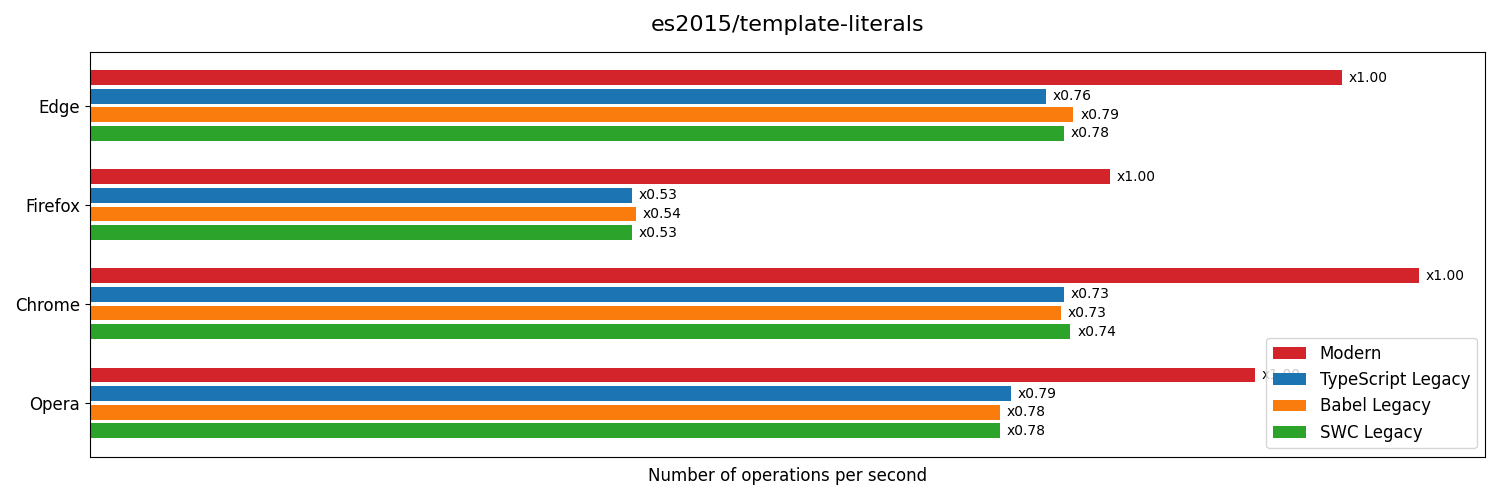 es2015/template-literals
Edge
x1.00
x0.76
x0.79
x0.78
Firefox
x1.00
x0.53
x0.54
x0.53
Chrome
x1.00
x0.73
x0.73
x0.74
Opera
x1.00
x0.79
x0.78
x0.78
Modern
TypeScript Legacy
Babel Legacy
SWC Legacy
Number of operations per second